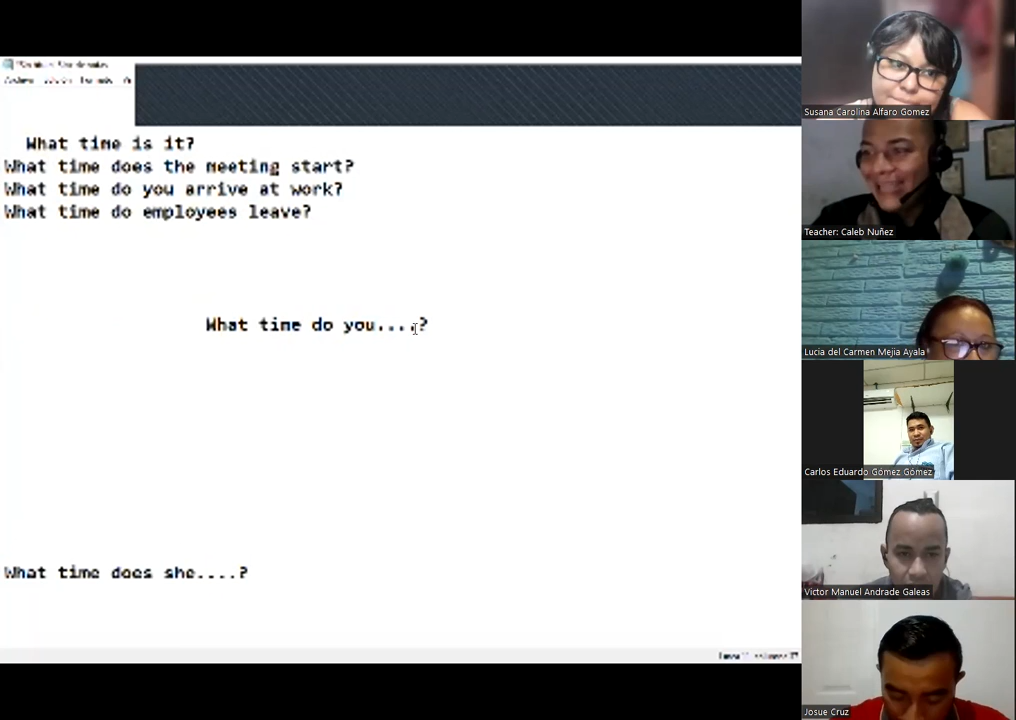 What time is it?
What time does the meeting start?
What time do you arrive at work?
What time do employees leave?
What time do you....?
What time does she....?
Susana Carolina Alfaro Gomez
Teacher: Caleb Nuñez
Lucia del Carmen Mejia Ayala
Carlos Eduardo Gómez Gómez
Victor Manuel Andrade Galeas
Josue Cruz